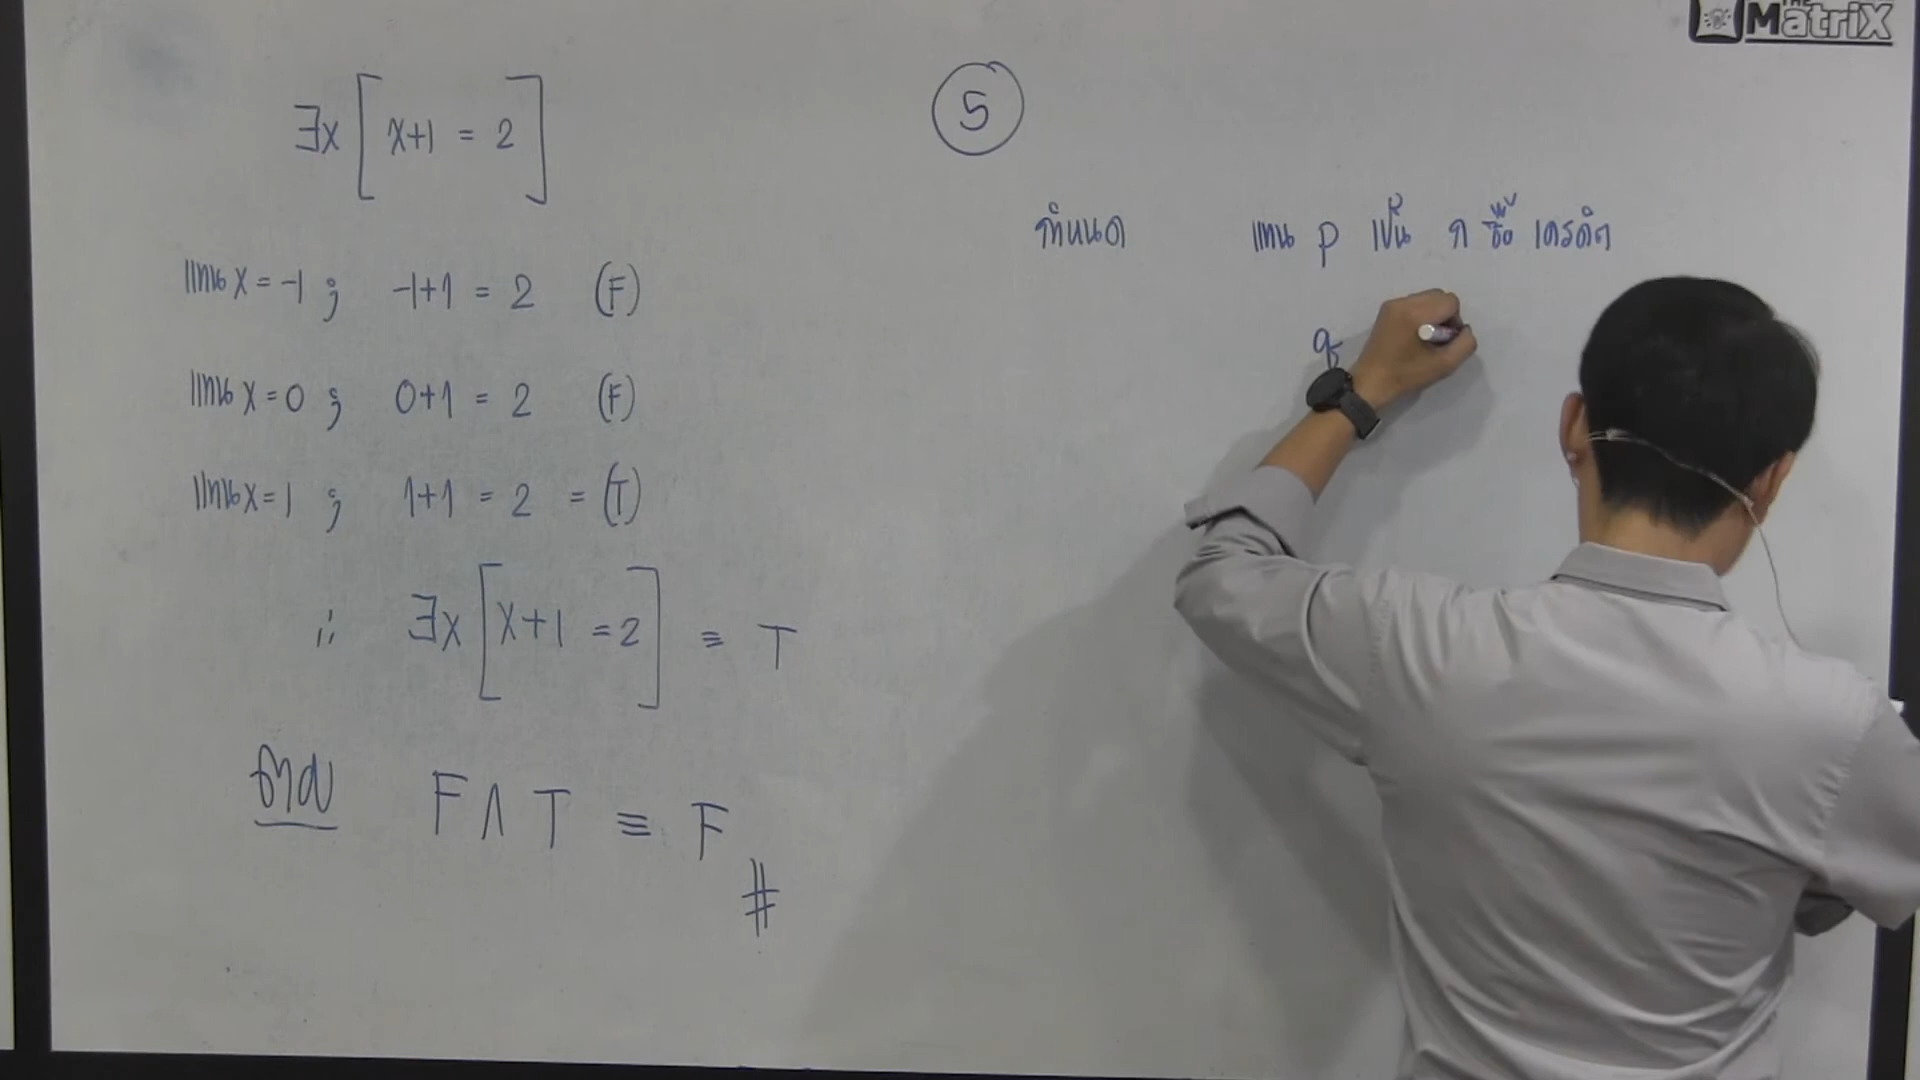 THE
MatriX
∃x [ x+1 = 2 ]
แทน x = -1 ; -1+1 = 2 (F)
แทน x = 0 ; 0+1 = 2 (F)
แทน x = 1 ; 1+1 = 2 = (T)
∴ ∃x [ x+1 = 2 ] ≡ T
ตอบ F ∧ T ≡ F #
5
กำหนด แทน p เป็น ก ซื้อ เครดิต
q